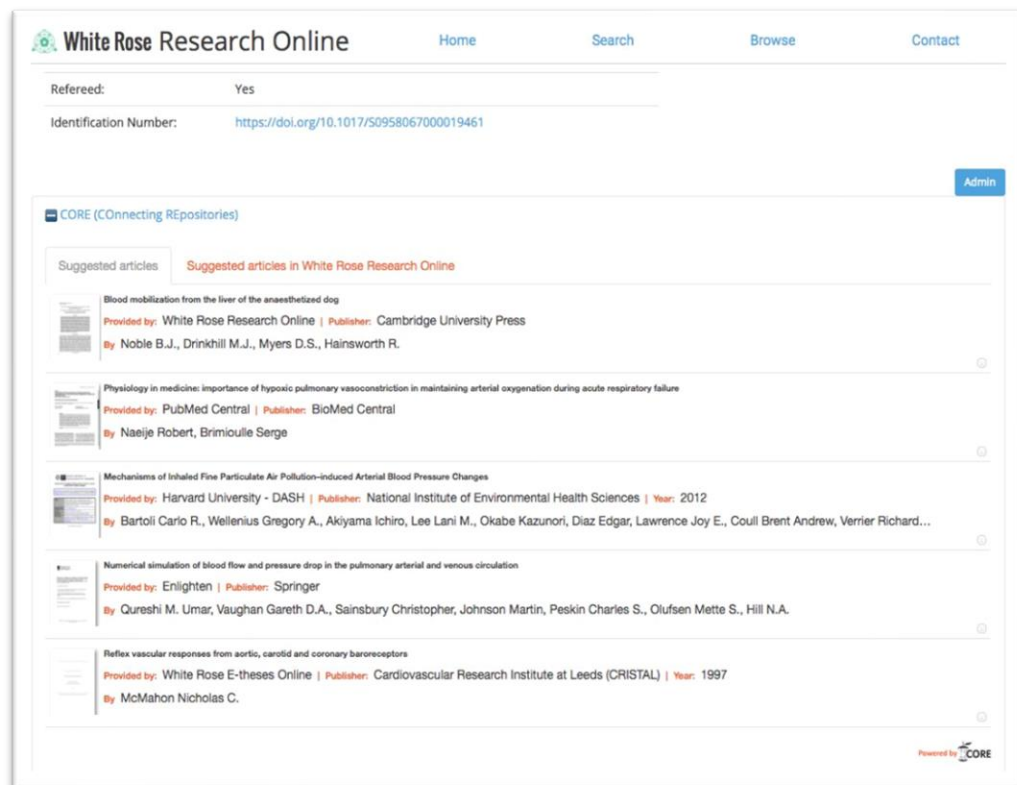 White Rose Research Online Home Search Browse Contact
Refereed: Yes
Identification Number: https://doi.org/10.1017/S0958067000019461
Admin
CORE (COnnecting REpositories)
Suggested articles Suggested articles in White Rose Research Online
Blood mobilization from the liver of the anaesthetized dog
Provided by: White Rose Research Online | Publisher: Cambridge University Press
By Noble B.J., Drinkhill M.J., Myers D.S., Hainsworth R.
Physiology in medicine: importance of hypoxic pulmonary vasoconstriction in maintaining arterial oxygenation during acute respiratory failure
Provided by: PubMed Central | Publisher: BioMed Central
By Naeije Robert, Brimioulle Serge
Mechanisms of Inhaled Fine Particulate Air Pollution–induced Arterial Blood Pressure Changes
Provided by: Harvard University - DASH | Publisher: National Institute of Environmental Health Sciences | Year: 2012
By Bartoli Carlo R., Wellenius Gregory A., Akiyama Ichiro, Lee Lani M., Okabe Kazunori, Diaz Edgar, Lawrence Joy E., Coull Brent Andrew, Verrier Richard...
Numerical simulation of blood flow and pressure drop in the pulmonary arterial and venous circulation
Provided by: Enlighten | Publisher: Springer
By Qureshi M. Umar, Vaughan Gareth D.A., Sainsbury Christopher, Johnson Martin, Peskin Charles S., Olufsen Mette S., Hill N.A.
Reflex vascular responses from aortic, carotid and coronary baroreceptors
Provided by: White Rose E-theses Online | Publisher: Cardiovascular Research Institute at Leeds (CRISTAL) | Year: 1997
By McMahon Nicholas C.
Powered by CORE